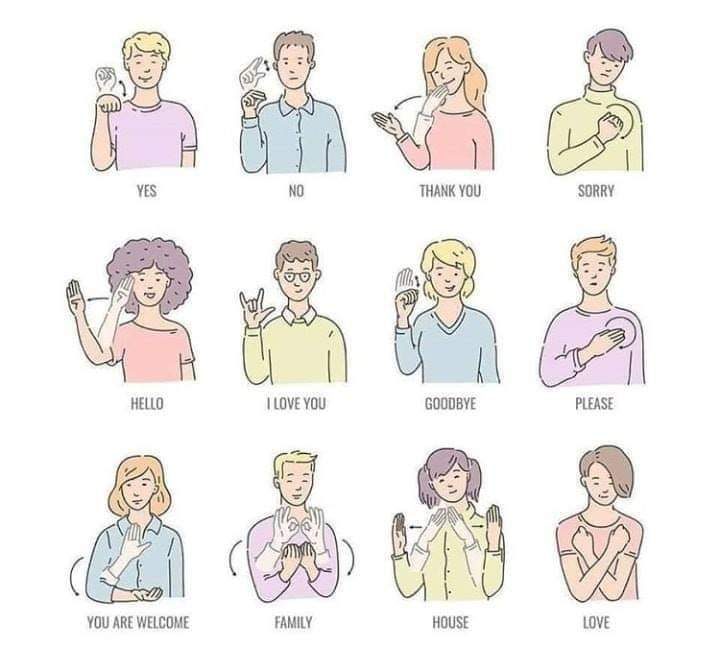 YES
NO
THANK YOU
SORRY
HELLO
I LOVE YOU
GOODBYE
PLEASE
YOU ARE WELCOME
FAMILY
HOUSE
LOVE